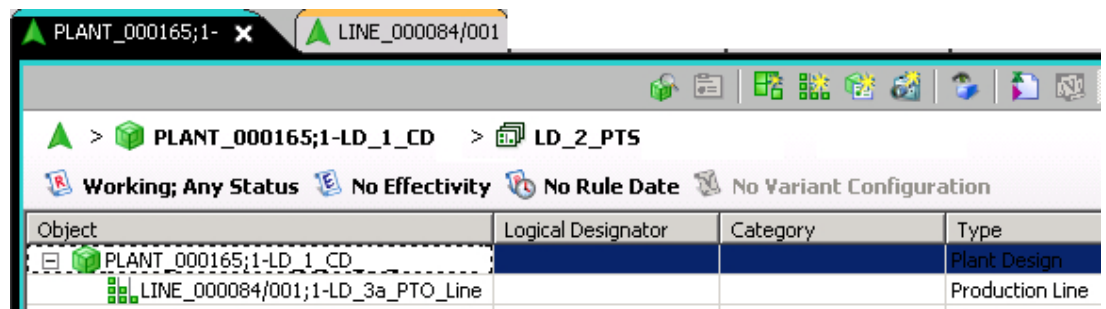 PLANT_000165;1- LINE_000084/001
> PLANT_000165;1-LD_1_CD > LD_2_PTS
Working; Any Status No Effectivity No Rule Date No Variant Configuration
Object Logical Designator Category Type
PLANT_000165;1-LD_1_CD Plant Design
LINE_000084/001;1-LD_3a_PTO_Line Production Line